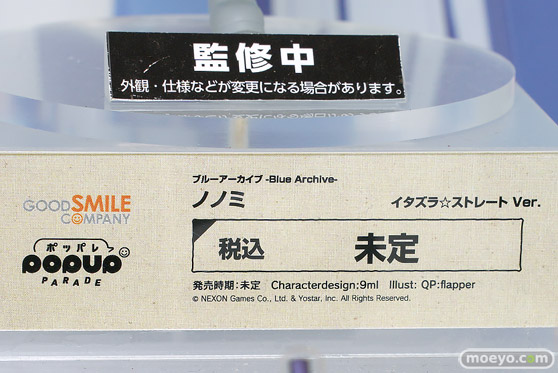 監修中
外観・仕様などが変更になる場合があります。
ブルーアーカイブ -Blue Archive-
ノノミ イタズラ☆ストレート Ver.
GOOD SMILE
COMPANY
ポッパレ
POPUP
PARADE
税込 未定
発売時期：未定 Characterdesign:9ml Illust: QP:flapper
© NEXON Games Co., Ltd. & Yostar, Inc. All Rights Reserved.
moeyo.com